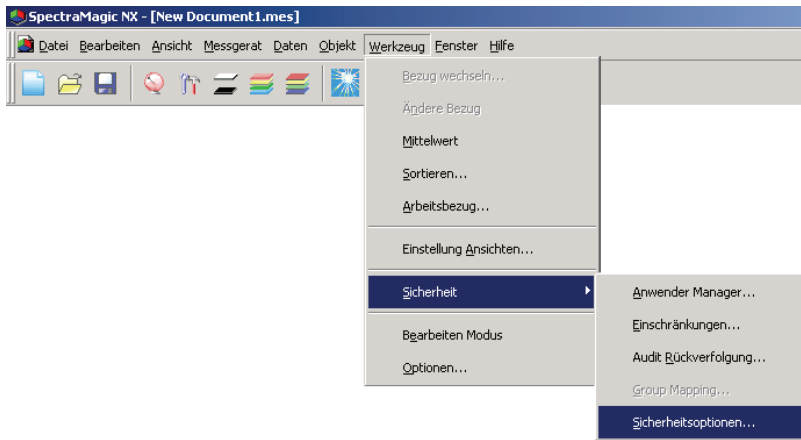 SpectraMagic NX - [New Document1.mes]
Datei Bearbeiten Ansicht Messgerat Daten Objekt Werkzeug Fenster Hilfe
Bezug wechseln...
Ändere Bezug
Mittelwert
Sortieren...
Arbeitsbezug...
Einstellung Ansichten...
Sicherheit
Bearbeiten Modus
Optionen...
Anwender Manager...
Einschränkungen...
Audit Rückverfolgung...
Group Mapping...
Sicherheitsoptionen...